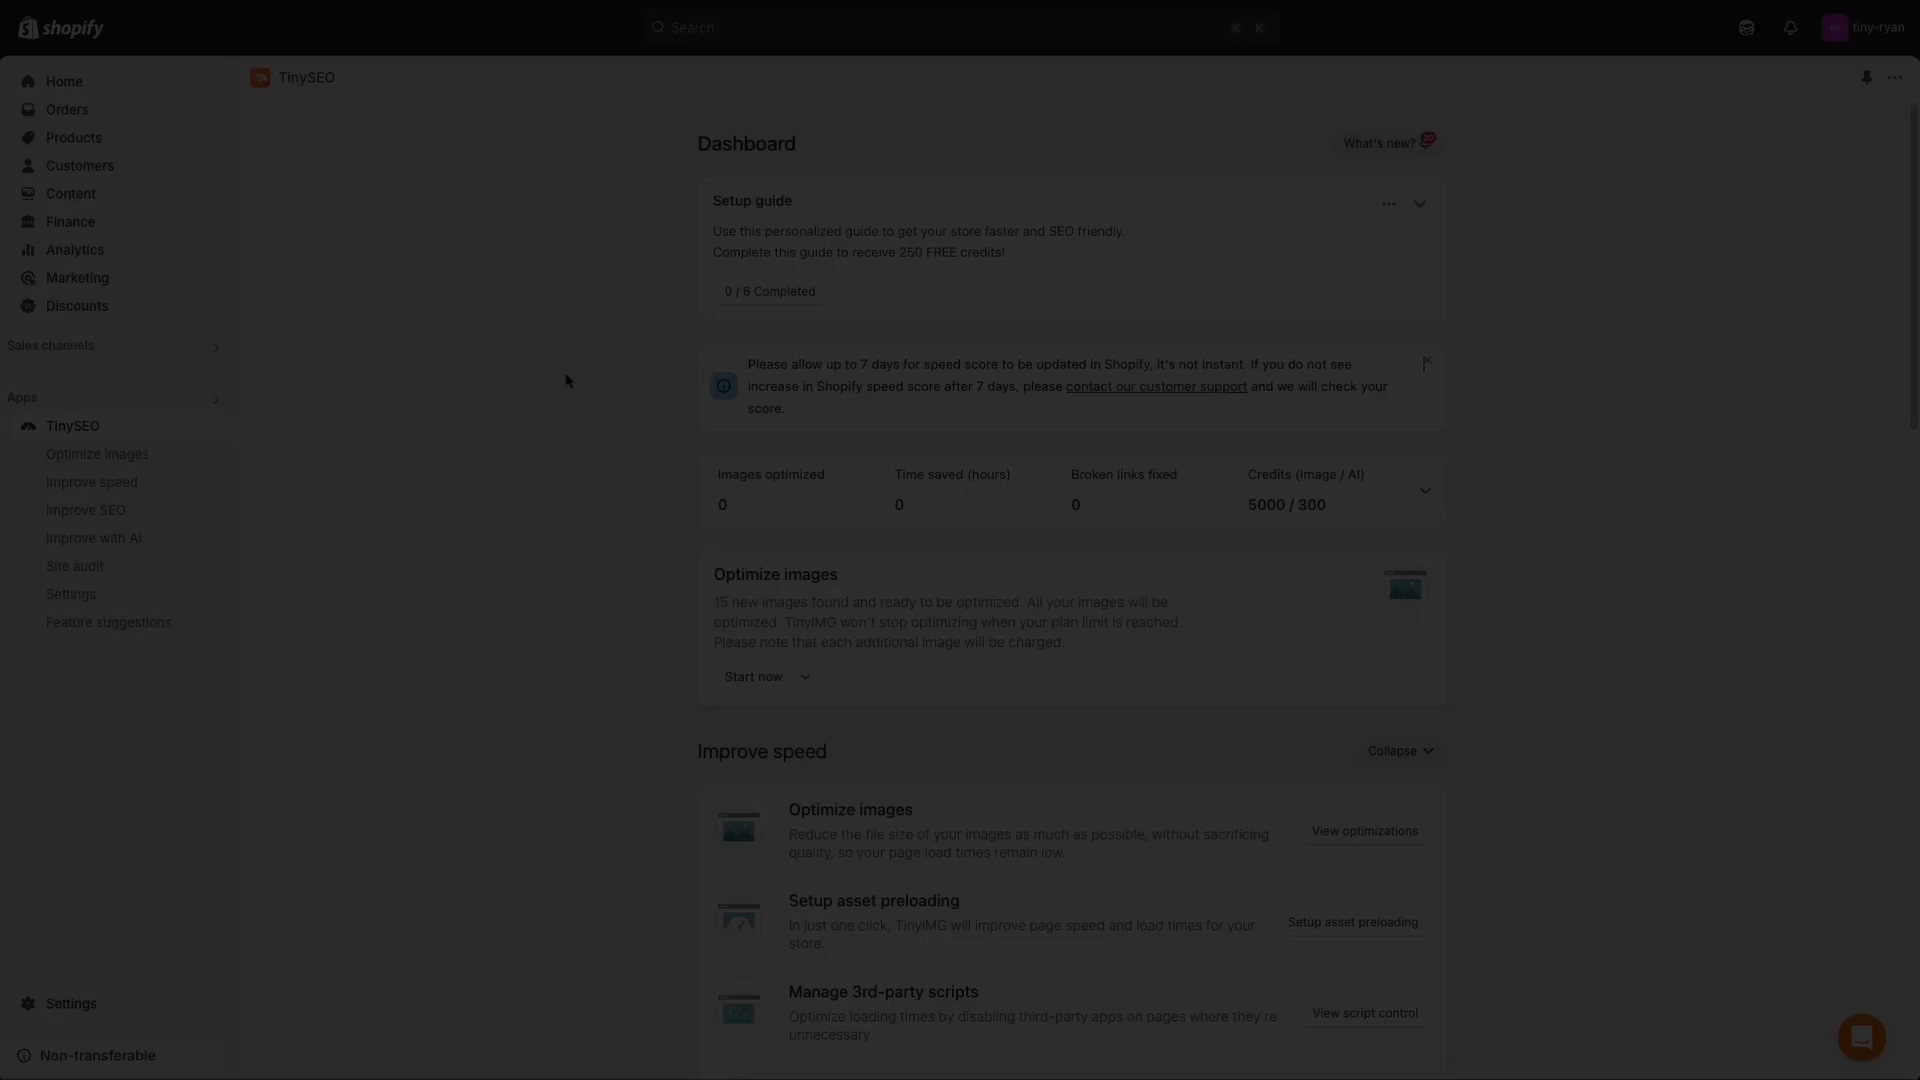 shopify
Search
⌘ K
tiny-ryan
Home
Orders
Products
Customers
Content
Finance
Analytics
Marketing
Discounts
Sales channels
Apps
TinySEO
Optimize images
Improve speed
Improve SEO
Improve with AI
Site audit
Settings
Feature suggestions
Settings
Non-transferable
TinySEO
Dashboard
What's new?
20
Setup guide
Use this personalized guide to get your store faster and SEO friendly.
Complete this guide to receive 250 FREE credits!
0 / 6 Completed
Please allow up to 7 days for speed score to be updated in Shopify, it's not instant. If you do not see
increase in Shopify speed score after 7 days, please contact our customer support and we will check your
score.
Images optimized
0
Time saved (hours)
0
Broken links fixed
0
Credits (Image / AI)
5000 / 300
Optimize images
15 new images found and ready to be optimized. All your images will be
optimized. TinyIMG won't stop optimizing when your plan limit is reached.
Please note that each additional image will be charged.
Start now
Improve speed
Collapse
Optimize images
Reduce the file size of your images as much as possible, without sacrificing
quality, so your page load times remain low.
View optimizations
Setup asset preloading
In just one click, TinyIMG will improve page speed and load times for your
store.
Setup asset preloading
Manage 3rd-party scripts
Optimize loading times by disabling third-party apps on pages where they're
unnecessary.
View script control